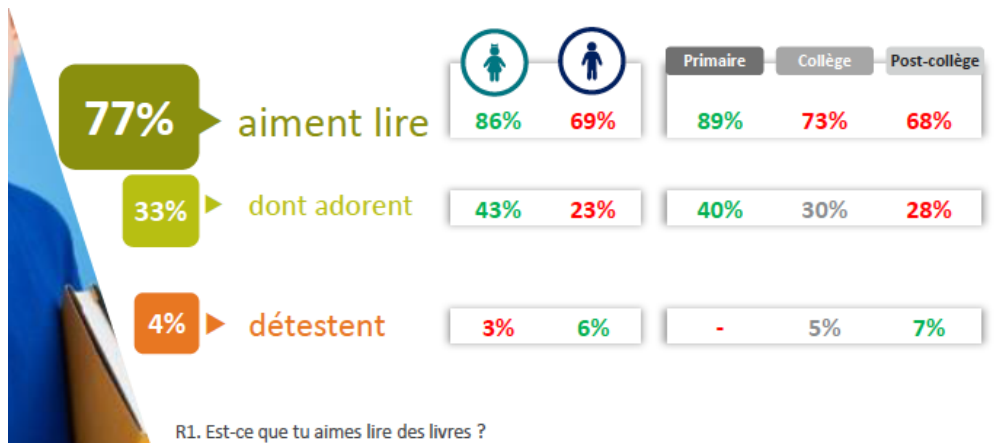 Primaire Collège Post-collège
77% aiment lire 86% 69% 89% 73% 68%
33% dont adorent 43% 23% 40% 30% 28%
4% détestent 3% 6% - 5% 7%
R1. Est-ce que tu aimes lire des livres ?